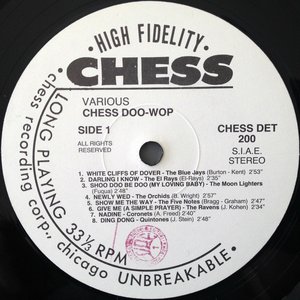 · HIGH FIDELITY ·
CHESS
VARIOUS
CHESS DOO-WOP
SIDE 1
CHESS DET
200
ALL RIGHTS
RESERVED
S.I.A.E.
STEREO
1. WHITE CLIFFS OF DOVER - The Blue Jays (Burton - Kent) 2'53"
2. DARLING I KNOW - The El Rays (El-Rays) 2'35"
3. SHOO DOO BE DOO (MY LOVING BABY) - The Moon Lighters
(Fuqua) 2'30"
4. NEWLY WED - The Orchids (R. Wright) 2'50"
5. SHOW ME THE WAY - The Five Notes (Bragg - Graham) 2'47"
6. GIVE ME (A SIMPLE PRAYER) - The Ravens (J. Kohen) 2'34"
7. NADINE - Coronets (A. Freed) 2'50"
8. DING DONG - Quintones (J. Stain) 2'48"
· LONG PLAYING 33⅓ RPM
chess recording corp., chicago UNBREAKABLE ·